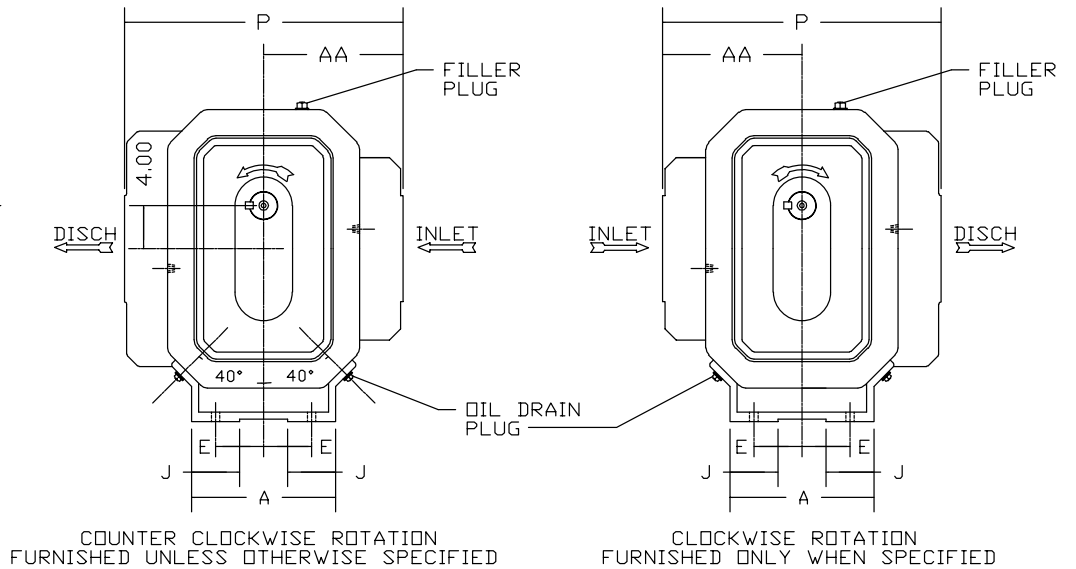 P
AA
FILLER
PLUG
4.00
DISCH
INLET
40°
40°
OIL DRAIN
PLUG
E
E
J
J
A
COUNTER CLOCKWISE ROTATION
FURNISHED UNLESS OTHERWISE SPECIFIED
P
AA
FILLER
PLUG
INLET
DISCH
E
E
J
J
A
CLOCKWISE ROTATION
FURNISHED ONLY WHEN SPECIFIED